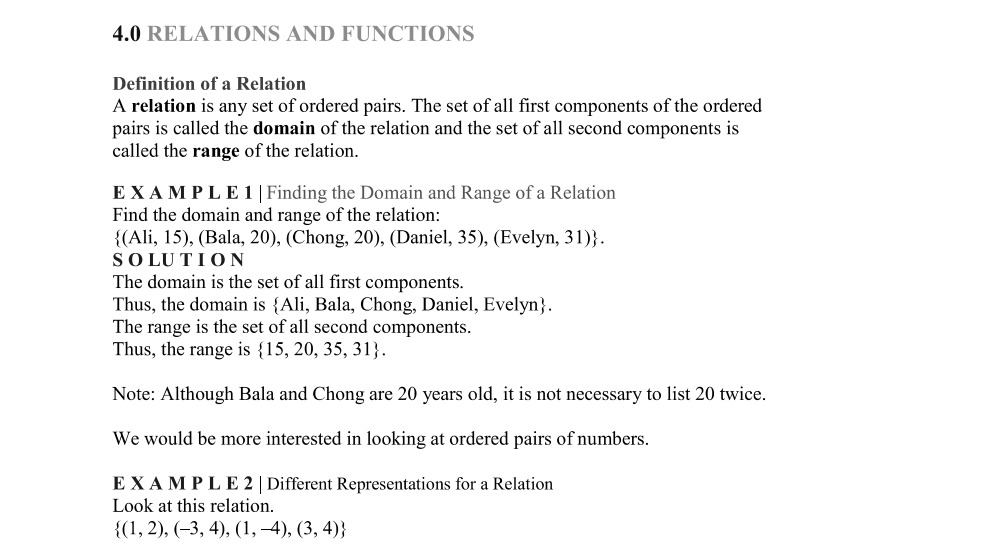 4.0 RELATIONS AND FUNCTIONS
Definition of a Relation
A relation is any set of ordered pairs. The set of all first components of the ordered
pairs is called the domain of the relation and the set of all second components is
called the range of the relation.
E X A M P L E 1 | Finding the Domain and Range of a Relation
Find the domain and range of the relation:
{(Ali, 15), (Bala, 20), (Chong, 20), (Daniel, 35), (Evelyn, 31)}.
S O L U T I O N
The domain is the set of all first components.
Thus, the domain is {Ali, Bala, Chong, Daniel, Evelyn}.
The range is the set of all second components.
Thus, the range is {15, 20, 35, 31}.
Note: Although Bala and Chong are 20 years old, it is not necessary to list 20 twice.
We would be more interested in looking at ordered pairs of numbers.
E X A M P L E 2 | Different Representations for a Relation
Look at this relation.
{(1, 2), (–3, 4), (1, –4), (3, 4)}